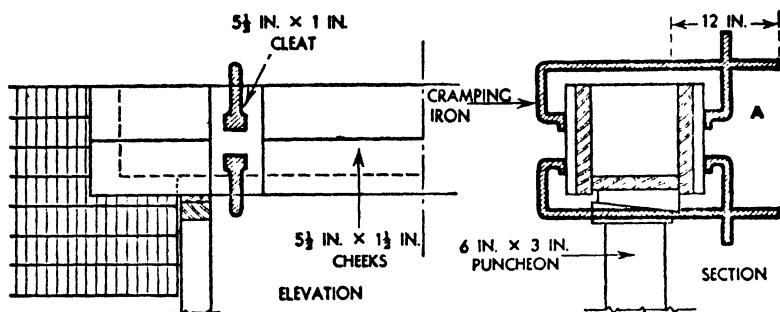 5½ IN. × 1 IN.
CLEAT
12 IN.
CRAMPING
IRON
A
5½ IN. × 1½ IN.
CHEEKS
6 IN. × 3 IN.
PUNCHEON
ELEVATION
SECTION